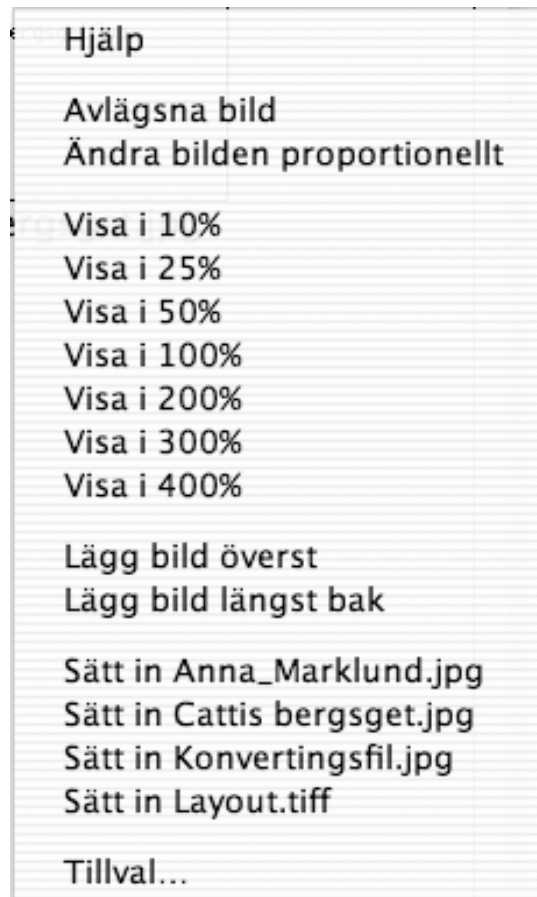 Hjälp
Avlägsna bild
Ändra bilden proportionellt
Visa i 10%
Visa i 25%
Visa i 50%
Visa i 100%
Visa i 200%
Visa i 300%
Visa i 400%
Lägg bild överst
Lägg bild längst bak
Sätt in Anna_Marklund.jpg
Sätt in Cattis bergsget.jpg
Sätt in Konvertingsfil.jpg
Sätt in Layout.tiff
Tillval...